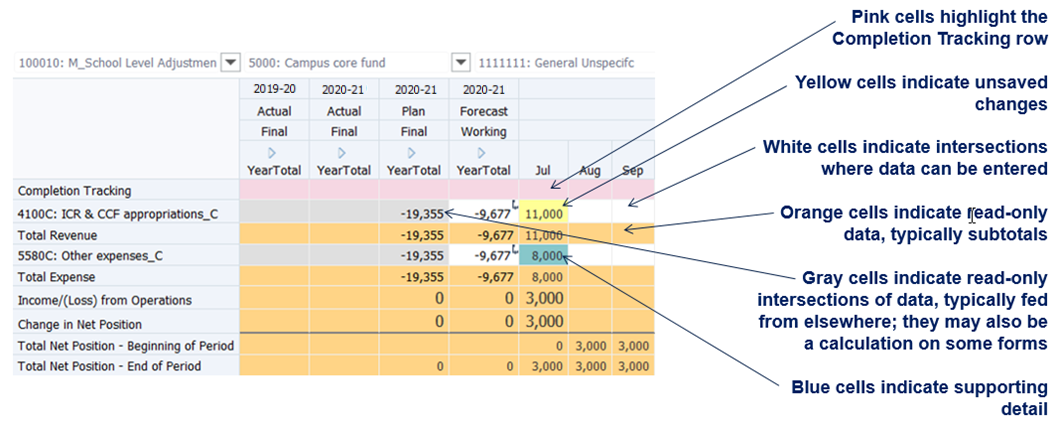 Pink cells highlight the
Completion Tracking row
100010: M_School Level Adjustmen 5000: Campus core fund 1111111: General Unspecifc
Yellow cells indicate unsaved
changes
2019-20 2020-21 2020-21 2020-21
Actual Actual Plan Forecast
Final Final Final Working
YearTotal YearTotal YearTotal YearTotal Jul Aug Sep
White cells indicate intersections
where data can be entered
Completion Tracking
4100C: ICR & CCF appropriations_C -19,355 -9,677 11,000
Total Revenue -19,355 -9,677 11,000
5580C: Other expenses_C -19,355 -9,677 8,000
Total Expense -19,355 -9,677 8,000
Income/(Loss) from Operations 0 0 3,000
Change in Net Position 0 0 3,000
Total Net Position - Beginning of Period 0 3,000 3,000
Total Net Position - End of Period 0 0 3,000 3,000 3,000
Orange cells indicate read-only
data, typically subtotals
Gray cells indicate read-only
intersections of data, typically fed
from elsewhere; they may also be
a calculation on some forms
Blue cells indicate supporting
detail